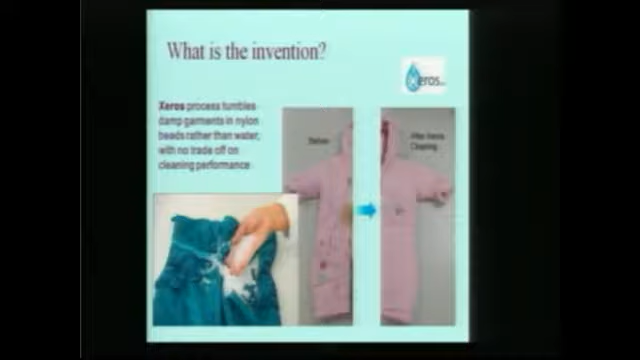 What is the invention?
Xeros
Xeros process tumbles
damp garments in nylon
beads rather than water,
with no trade off on
cleaning performance
Before
After Xeros
Cleaning